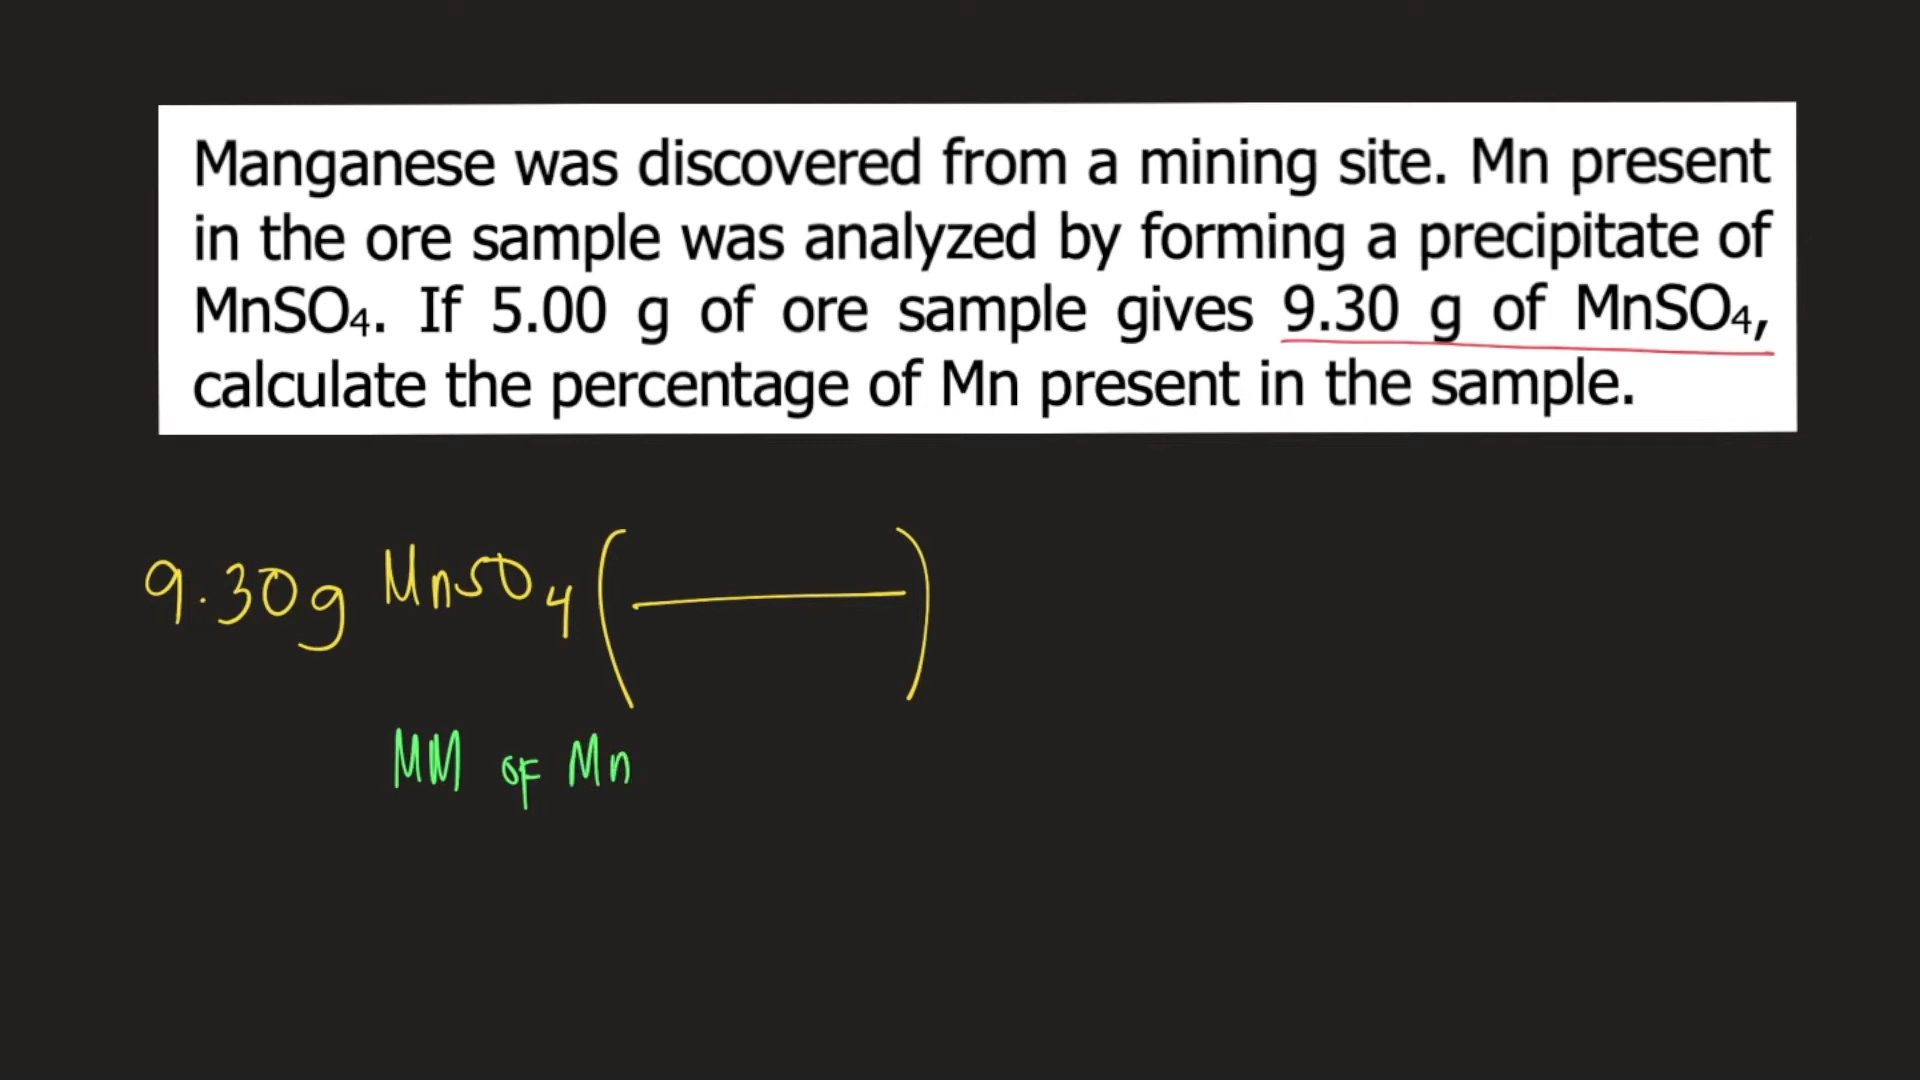 Manganese was discovered from a mining site. Mn present
in the ore sample was analyzed by forming a precipitate of
MnSO₄. If 5.00 g of ore sample gives 9.30 g of MnSO₄,
calculate the percentage of Mn present in the sample.
9.30g MnSO₄ (————)
MM of Mn